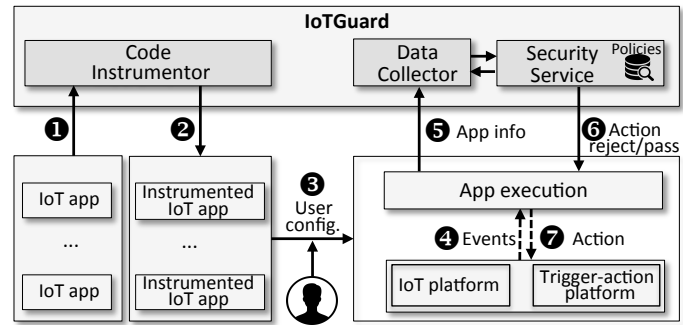 IoTGuard
Code
Instrumentor
Data
Collector
Security
Service
Policies
❶
❷
❺ App info
❻ Action
reject/pass
IoT app
...
IoT app
Instrumented
IoT app
...
Instrumented
IoT app
❸
User
config.
App execution
❹ Events
❼ Action
IoT platform
Trigger-action
platform